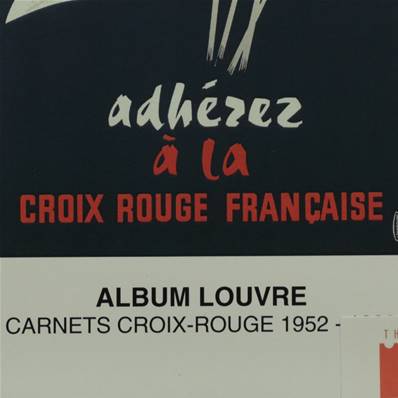 adhérez
à la
CROIX ROUGE FRANÇAISE
ALBUM LOUVRE
CARNETS CROIX-ROUGE 1952 -
T H